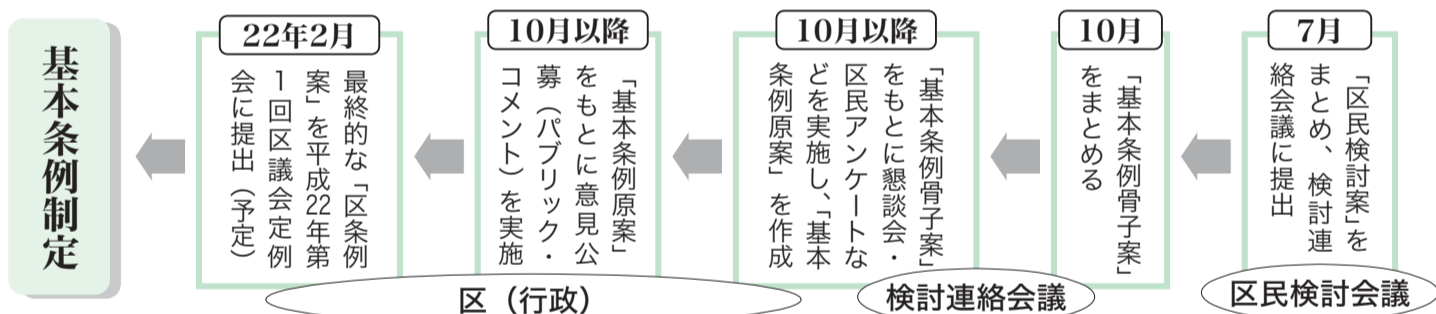 7月
「区民検討案」を
まとめ、検討連
絡会議に提出
区民検討会議
10月
「基本条例骨子案」
をまとめる
検討連絡会議
10月以降
「基本条例骨子案」
をもとに懇談会・
区民アンケートな
どを実施し、「基本
条例原案」を作成
10月以降
「基本条例原案」
をもとに意見公
募（パブリック・
コメント）を実施
区（行政）
22年2月
最終的な「区条例
案」を平成22年第
1回区議会定例
会に提出（予定）
基本条例制定